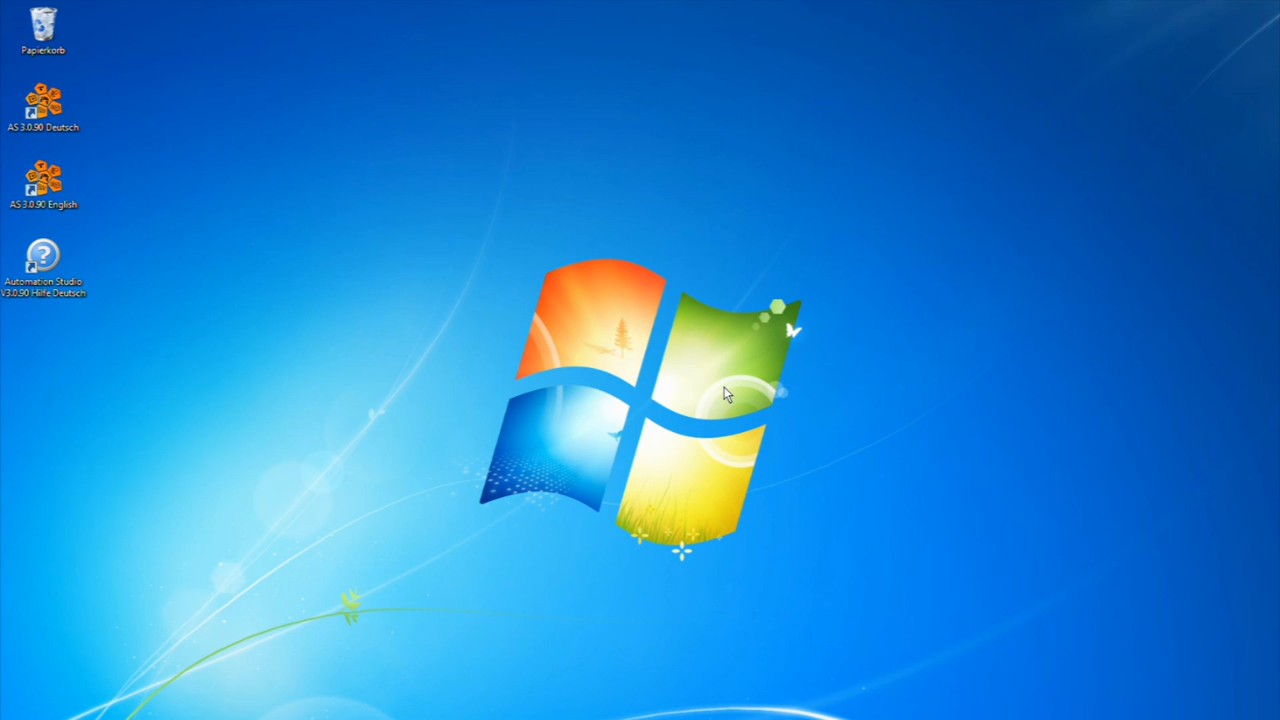 Papierkorb
AS 3.0.90 Deutsch
AS 3.0.90 English
Automation Studio
V3.0.90 Hilfe Deutsch